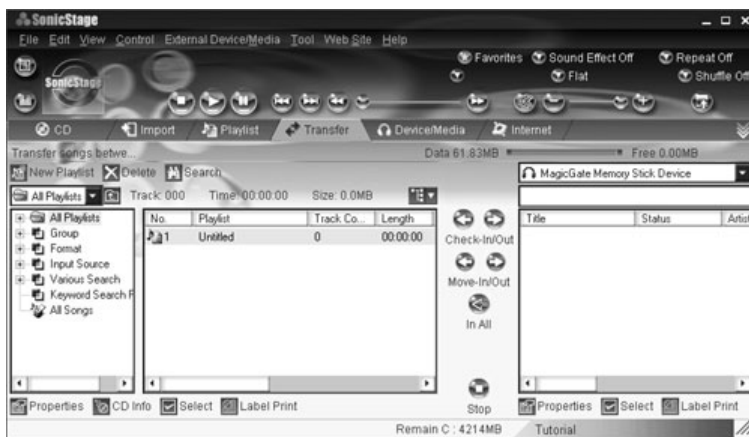 SonicStage
File Edit View Control External Device/Media Tool Web Site Help
Favorites Sound Effect Off Repeat Off
Flat Shuffle Off
SonicStage
CD Import Playlist Transfer Device/Media Internet
Transfer songs betwe... Data 61.83MB Free 0.00MB
New Playlist Delete Search
MagicGate Memory Stick Device
All Playlists Track: 000 Time: 00:00:00 Size: 0.0MB
All Playlists
Group
Format
Input Source
Various Search
Keyword Search F
All Songs
No. Playlist Track Co... Length
1 Untitled 0 00:00:00
Check-In/Out
Move-In/Out
In All
Stop
Title Status Artist
Properties CD Info Select Label Print
Properties Select Label Print
Remain C : 4214MB Tutorial